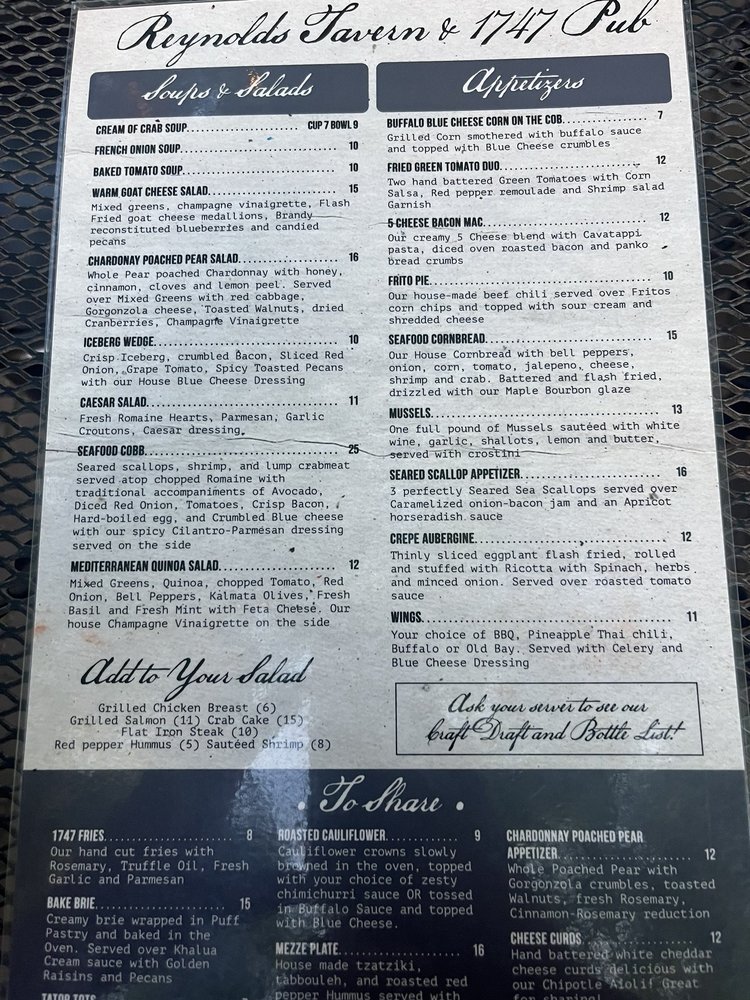 Reynolds Tavern & 1747 Pub
Soups & Salads
CREAM OF CRAB SOUP. CUP 7 BOWL 9
FRENCH ONION SOUP. 10
BAKED TOMATO SOUP. 10
WARM GOAT CHEESE SALAD. 15
Mixed greens, champagne vinaigrette, Flash
Fried goat cheese medallions, Brandy
reconstituted blueberries and candied
pecans
CHARDONAY POACHED PEAR SALAD. 16
Whole Pear poached Chardonnay with honey,
cinnamon, cloves and lemon peel. Served
over Mixed Greens with red cabbage,
Gorgonzola cheese, Toasted Walnuts, dried
Cranberries, Champagne Vinaigrette
ICEBERG WEDGE. 10
Crisp Iceberg, crumbled Bacon, Sliced Red
Onion, Grape Tomato, Spicy Toasted Pecans
with our House Blue Cheese Dressing
CAESAR SALAD. 11
Fresh Romaine Hearts, Parmesan, Garlic
Croutons, Caesar dressing.
SEAFOOD COBB. 25
Seared scallops, shrimp, and lump crabmeat
served atop chopped Romaine with
traditional accompaniments of Avocado,
Diced Red Onion, Tomatoes, Crisp Bacon,
Hard-boiled egg, and Crumbled Blue cheese
with our spicy Cilantro-Parmesan dressing
served on the side
MEDITERRANEAN QUINOA SALAD. 12
Mixed Greens, Quinoa, chopped Tomato, Red
Onion, Bell Peppers, Kalmata Olives, Fresh
Basil and Fresh Mint with Feta Cheese. Our
house Champagne Vinaigrette on the side
Add to Your Salad
Grilled Chicken Breast (6)
Grilled Salmon (11) Crab Cake (15)
Flat Iron Steak (10)
Red pepper Hummus (5) Sautéed Shrimp (8)
Appetizers
BUFFALO BLUE CHEESE CORN ON THE COB. 7
Grilled Corn smothered with buffalo sauce
and topped with Blue Cheese crumbles
FRIED GREEN TOMATO DUO. 12
Two hand battered Green Tomatoes with Corn
Salsa, Red pepper remoulade and Shrimp salad
Garnish
5 CHEESE BACON MAC. 12
Our creamy 5 Cheese blend with Cavatappi
pasta, diced oven roasted bacon and panko
bread crumbs
FRITO PIE. 10
Our house-made beef chili served over Fritos
corn chips and topped with sour cream and
shredded cheese
SEAFOOD CORNBREAD. 15
Our House Cornbread with bell peppers,
onion, corn, tomato, jalepeno, cheese,
shrimp and crab. Battered and flash fried,
drizzled with our Maple Bourbon glaze
MUSSELS. 13
One full pound of Mussels sautéed with white
wine, garlic, shallots, lemon and butter,
served with crostini
SEARED SCALLOP APPETIZER. 16
3 perfectly Seared Sea Scallops served over
Caramelized onion-bacon jam and an Apricot
horseradish sauce
CREPE AUBERGINE. 12
Thinly sliced eggplant flash fried, rolled
and stuffed with Ricotta with Spinach, herbs
and minced onion. Served over roasted tomato
sauce
WINGS. 11
Your choice of BBQ, Pineapple Thai chili,
Buffalo or Old Bay. Served with Celery and
Blue Cheese Dressing
Ask your server to see our
Craft Draft and Bottle List!
• To Share •
1747 FRIES. 8
Our hand cut fries with
Rosemary, Truffle Oil, Fresh
Garlic and Parmesan
BAKE BRIE. 15
Creamy brie wrapped in Puff
Pastry and baked in the
Oven. Served over Khalua
Cream sauce with Golden
Raisins and Pecans
TATOR TOTS
ROASTED CAULIFLOWER. 9
Cauliflower crowns slowly
browned in the oven, topped
with your choice of zesty
chimichurri sauce OR tossed
in Buffalo Sauce and topped
with Blue Cheese.
MEZZE PLATE. 16
House made tzatziki,
tabbouleh, and roasted red
pepper Hummus served with
CHARDONNAY POACHED PEAR
APPETIZER. 12
Whole Poached Pear with
Gorgonzola crumbles, toasted
Walnuts, fresh Rosemary,
Cinnamon-Rosemary reduction
CHEESE CURDS. 12
Hand battered white cheddar
cheese curds delicious with
our Chipotle Aioli! Great
for sharing